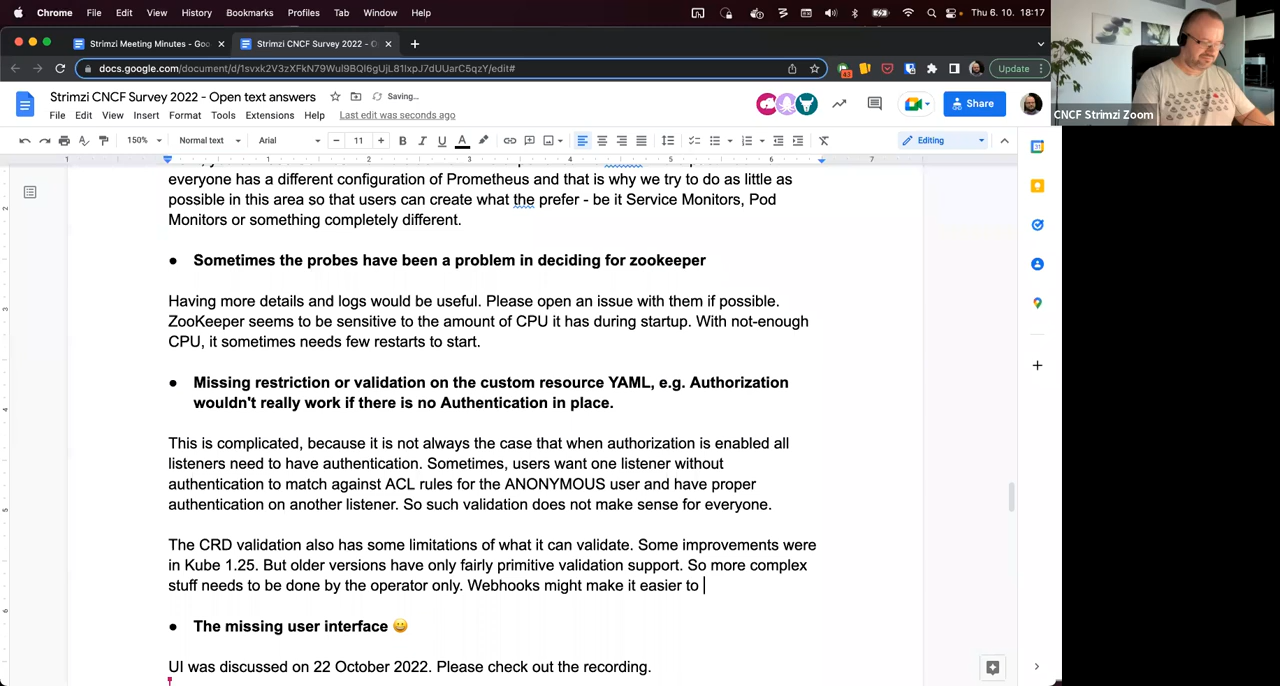 Chrome File Edit View History Bookmarks Profiles Tab Window Help
Thu 6. 10. 18:17
Strimzi Meeting Minutes - Goo
Strimzi CNCF Survey 2022 - O
docs.google.com/document/d/1svxk2V3zXFkN79WuI9BQl6gUjL81IxpJ7dUUarC5qzY/edit#
43
Update
Strimzi CNCF Survey 2022 - Open text answers
Saving...
File Edit View Insert Format Tools Extensions Help
Last edit was seconds ago
Share
150% Normal text Arial 11 B I U A
Editing
1 1 2 3 4 5 6 7
everyone has a different configuration of Prometheus and that is why we try to do as little as
possible in this area so that users can create what the prefer - be it Service Monitors, Pod
Monitors or something completely different.
● Sometimes the probes have been a problem in deciding for zookeeper
Having more details and logs would be useful. Please open an issue with them if possible.
ZooKeeper seems to be sensitive to the amount of CPU it has during startup. With not-enough
CPU, it sometimes needs few restarts to start.
● Missing restriction or validation on the custom resource YAML, e.g. Authorization
wouldn't really work if there is no Authentication in place.
This is complicated, because it is not always the case that when authorization is enabled all
listeners need to have authentication. Sometimes, users want one listener without
authentication to match against ACL rules for the ANONYMOUS user and have proper
authentication on another listener. So such validation does not make sense for everyone.
The CRD validation also has some limitations of what it can validate. Some improvements were
in Kube 1.25. But older versions have only fairly primitive validation support. So more complex
stuff needs to be done by the operator only. Webhooks might make it easier to
● The missing user interface 😀
UI was discussed on 22 October 2022. Please check out the recording.
CNCF Strimzi Zoom